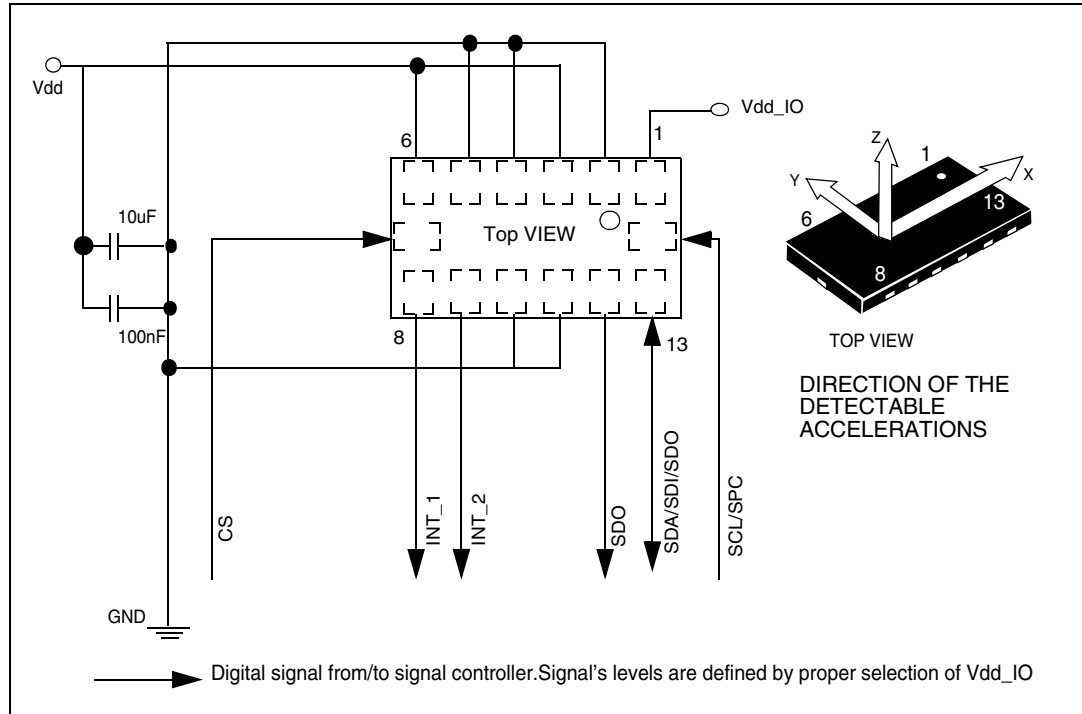 Vdd
Vdd_IO
6
1
Z
1
Y
X
6
13
10uF
Top VIEW
8
100nF
8
13
TOP VIEW
DIRECTION OF THE
DETECTABLE
ACCELERATIONS
CS
INT_1
INT_2
SDO
SDA/SDI/SDO
SCL/SPC
GND
Digital signal from/to signal controller.Signal's levels are defined by proper selection of Vdd_IO